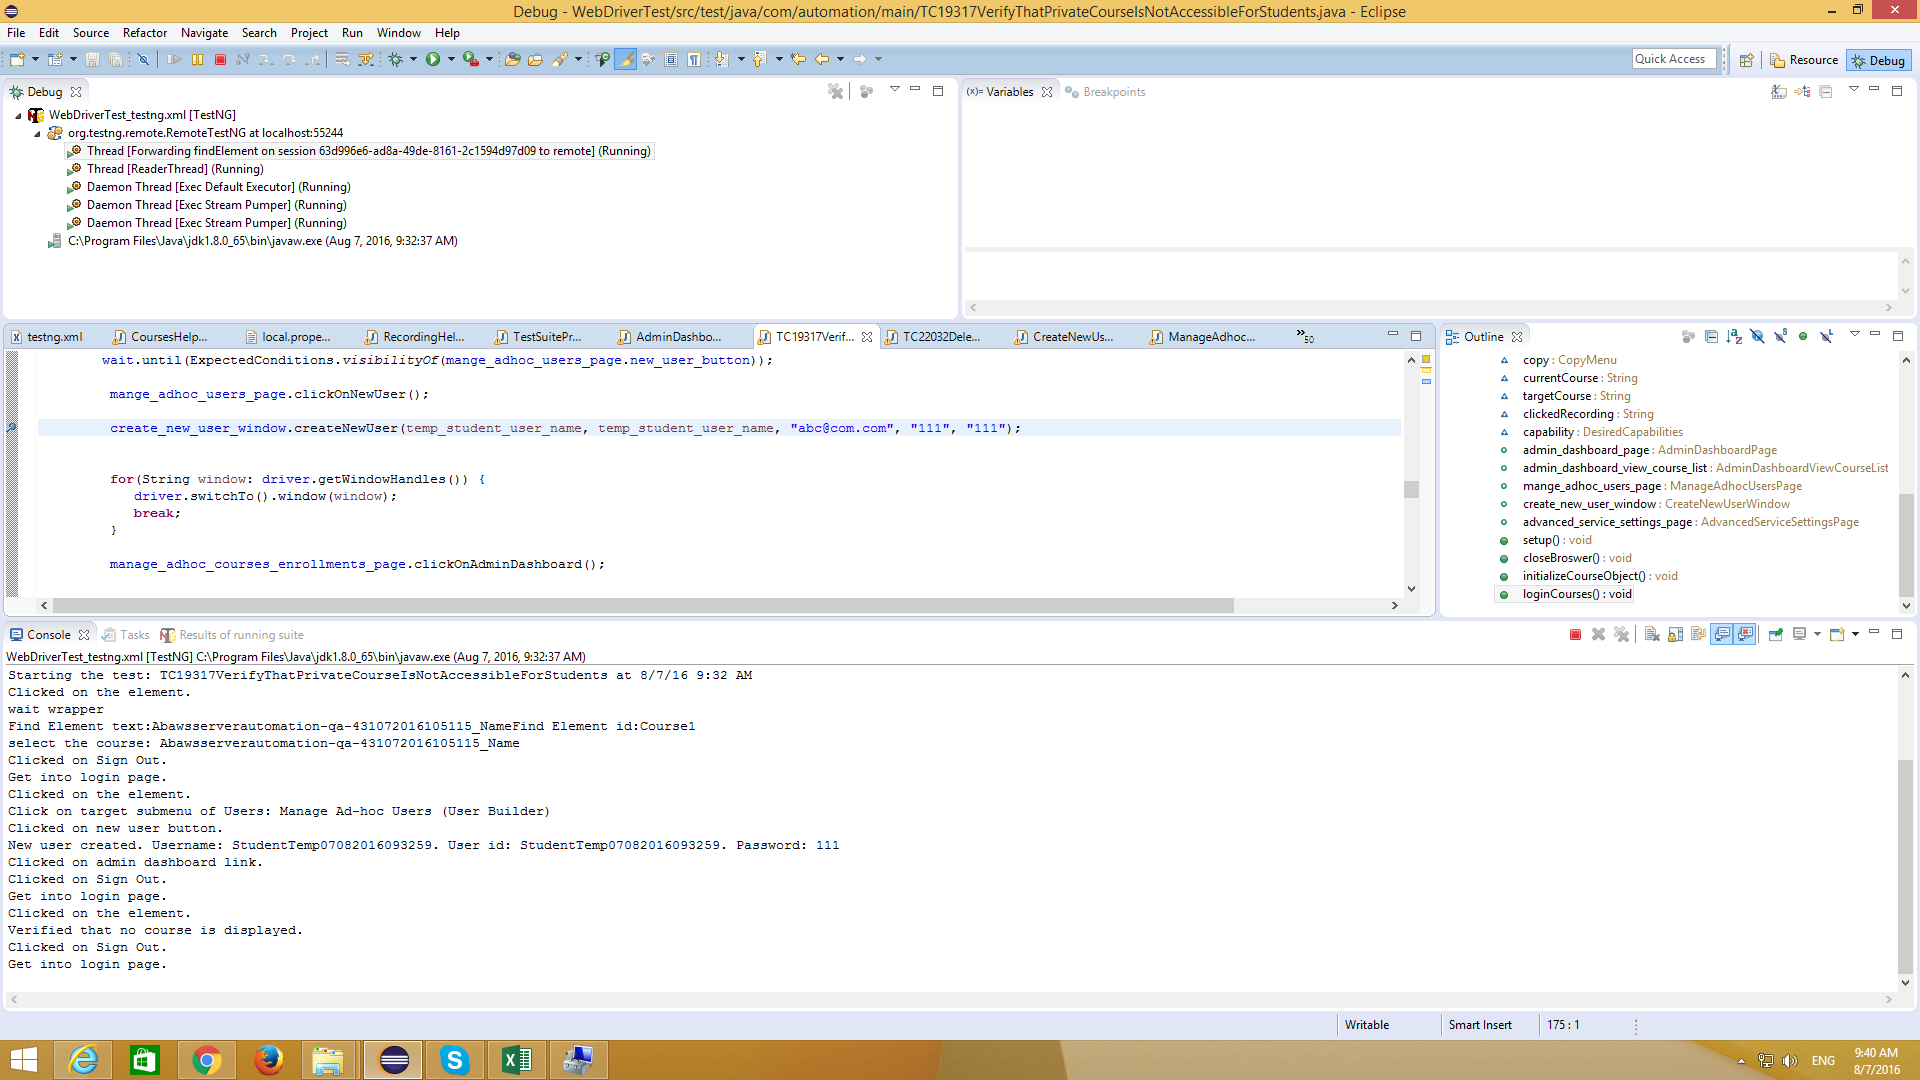 Debug - WebDriverTest/src/test/java/com/automation/main/TC19317VerifyThatPrivateCourseIsNotAccessibleForStudents.java - Eclipse
File Edit Source Refactor Navigate Search Project Run Window Help
Quick Access Resource Debug
Debug
WebDriverTest_testng.xml [TestNG]
org.testng.remote.RemoteTestNG at localhost:55244
Thread [Forwarding findElement on session 63d996e6-ad8a-49de-8161-2c1594d97d09 to remote] (Running)
Thread [ReaderThread] (Running)
Daemon Thread [Exec Default Executor] (Running)
Daemon Thread [Exec Stream Pumper] (Running)
Daemon Thread [Exec Stream Pumper] (Running)
C:\Program Files\Java\jdk1.8.0_65\bin\javaw.exe (Aug 7, 2016, 9:32:37 AM)
(x)= Variables Breakpoints
testng.xml CoursesHelp... local.prope... RecordingHel... TestSuitePr... AdminDashbo... TC19317Verif... TC22032Dele... CreateNewUs... ManageAdhoc... »50
wait.until(ExpectedConditions.visibilityOf(mange_adhoc_users_page.new_user_button));
mange_adhoc_users_page.clickOnNewUser();
create_new_user_window.createNewUser(temp_student_user_name, temp_student_user_name, "abc@com.com", "111", "111");
for(String window: driver.getWindowHandles()) {
driver.switchTo().window(window);
break;
}
manage_adhoc_courses_enrollments_page.clickOnAdminDashboard();
Outline
copy : CopyMenu
currentCourse : String
targetCourse : String
clickedRecording : String
capability : DesiredCapabilities
admin_dashboard_page : AdminDashboardPage
admin_dashboard_view_course_list : AdminDashboardViewCourseList
mange_adhoc_users_page : ManageAdhocUsersPage
create_new_user_window : CreateNewUserWindow
advanced_service_settings_page : AdvancedServiceSettingsPage
setup() : void
closeBroswer() : void
initializeCourseObject() : void
loginCourses() : void
Console Tasks Results of running suite
WebDriverTest_testng.xml [TestNG] C:\Program Files\Java\jdk1.8.0_65\bin\javaw.exe (Aug 7, 2016, 9:32:37 AM)
Starting the test: TC19317VerifyThatPrivateCourseIsNotAccessibleForStudents at 8/7/16 9:32 AM
Clicked on the element.
wait wrapper
Find Element text:Abawsserverautomation-qa-431072016105115_NameFind Element id:Course1
select the course: Abawsserverautomation-qa-431072016105115_Name
Clicked on Sign Out.
Get into login page.
Clicked on the element.
Click on target submenu of Users: Manage Ad-hoc Users (User Builder)
Clicked on new user button.
New user created. Username: StudentTemp07082016093259. User id: StudentTemp07082016093259. Password: 111
Clicked on admin dashboard link.
Clicked on Sign Out.
Get into login page.
Clicked on the element.
Verified that no course is displayed.
Clicked on Sign Out.
Get into login page.
Writable Smart Insert 175 : 1
ENG 9:40 AM
8/7/2016